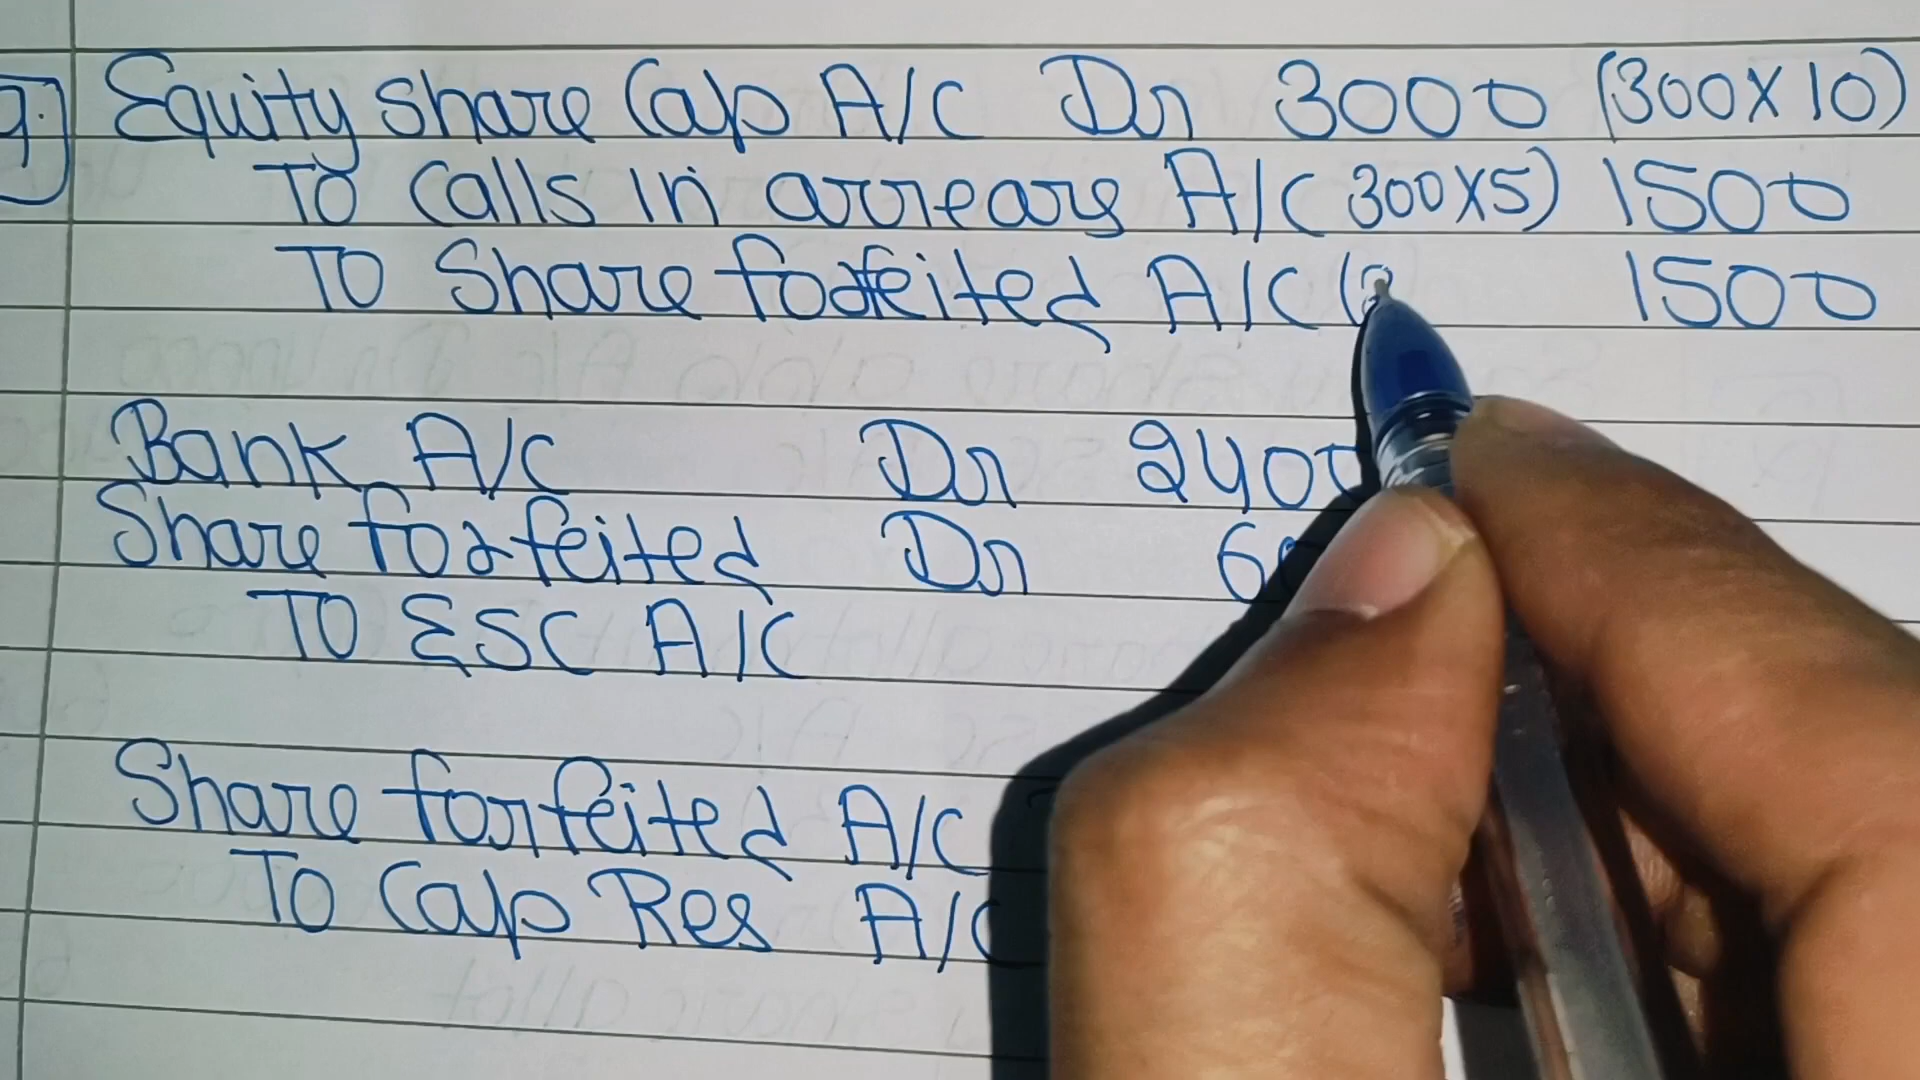 9.] Equity share Cap A/C Dr 3000 (300X10)
To Calls in arrears A/C 300X5) 1500
To Share forfeited A/C ( 1500
Bank A/C Dr 2400
Share forfeited Dr
To ESC A/C
Share forfeited A/C
To Cap Res A/C